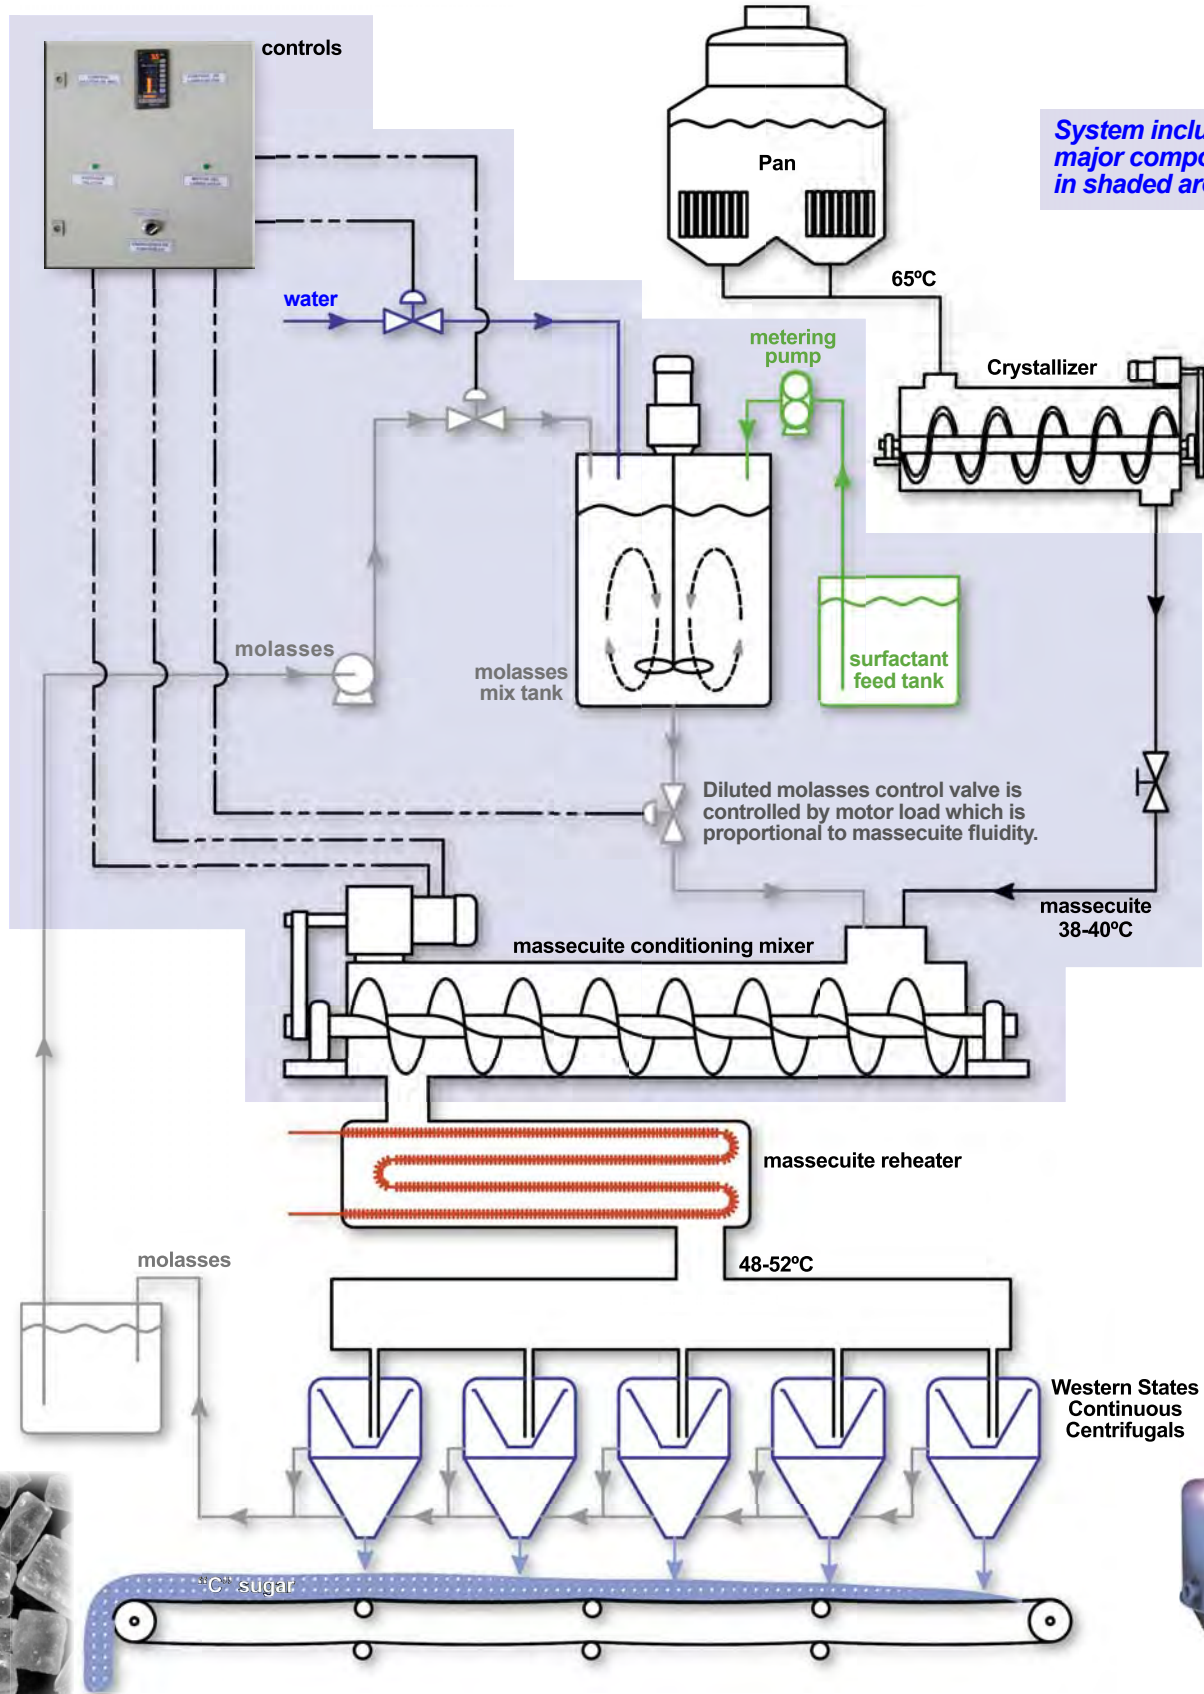 controls
System inclu
major compo
in shaded are
Pan
65ºC
water
metering
pump
Crystallizer
molasses
molasses
mix tank
surfactant
feed tank
Diluted molasses control valve is
controlled by motor load which is
proportional to massecuite fluidity.
massecuite
38-40ºC
massecuite conditioning mixer
massecuite reheater
molasses
48-52ºC
Western States
Continuous
Centrifugals
"C" sugar